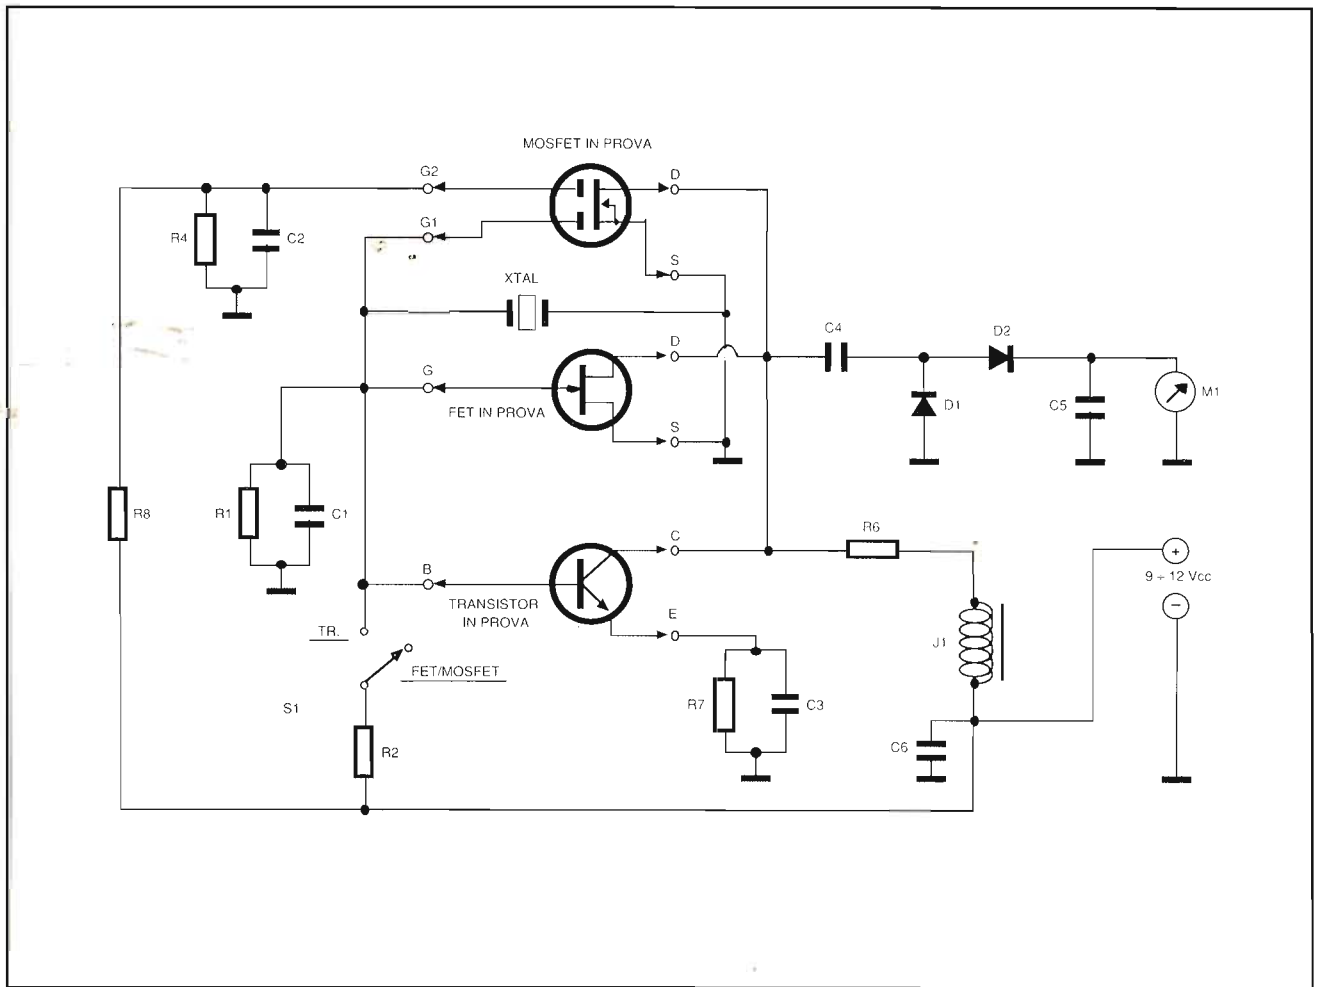 MOSFET IN PROVA
G2
D
R4
C2
G1
S
XTAL
C4
D2
D
G
FET IN PROVA
D1
C5
M1
S
R8
R1
C1
C
R6
+
9 ÷ 12 Vcc
−
B
TRANSISTOR
IN PROVA
E
TR.
J1
FET/MOSFET
S1
R7
C3
R2
C6